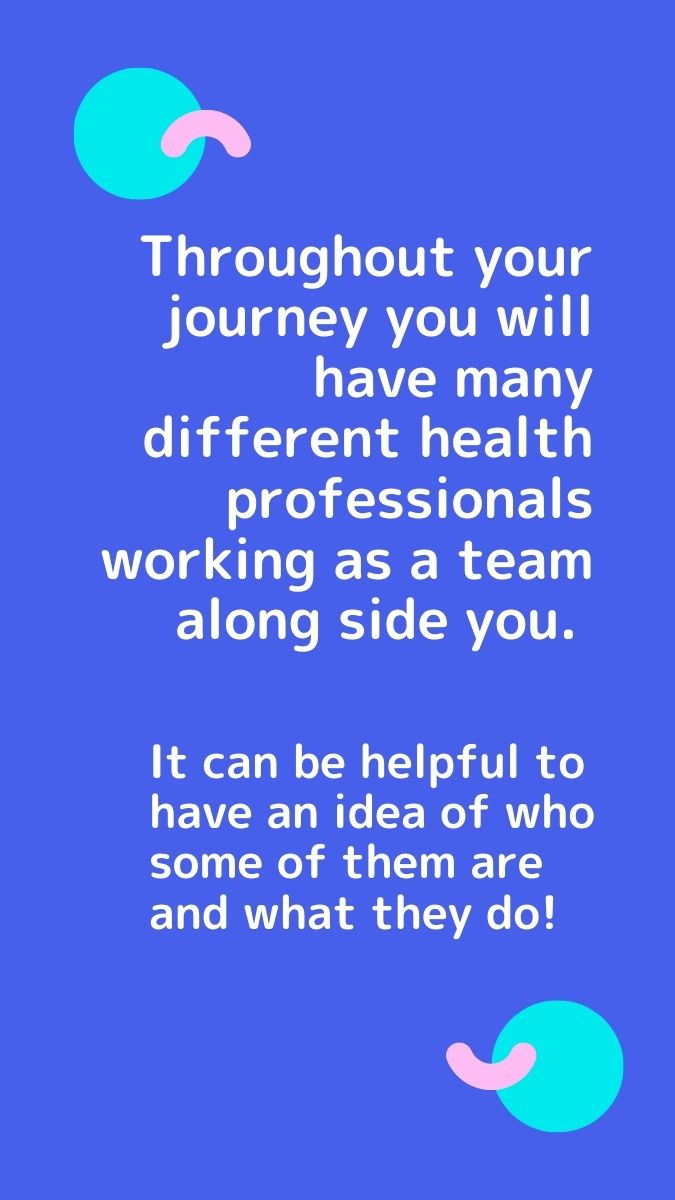 Throughout your
journey you will
have many
different health
professionals
working as a team
along side you.
It can be helpful to
have an idea of who
some of them are
and what they do!